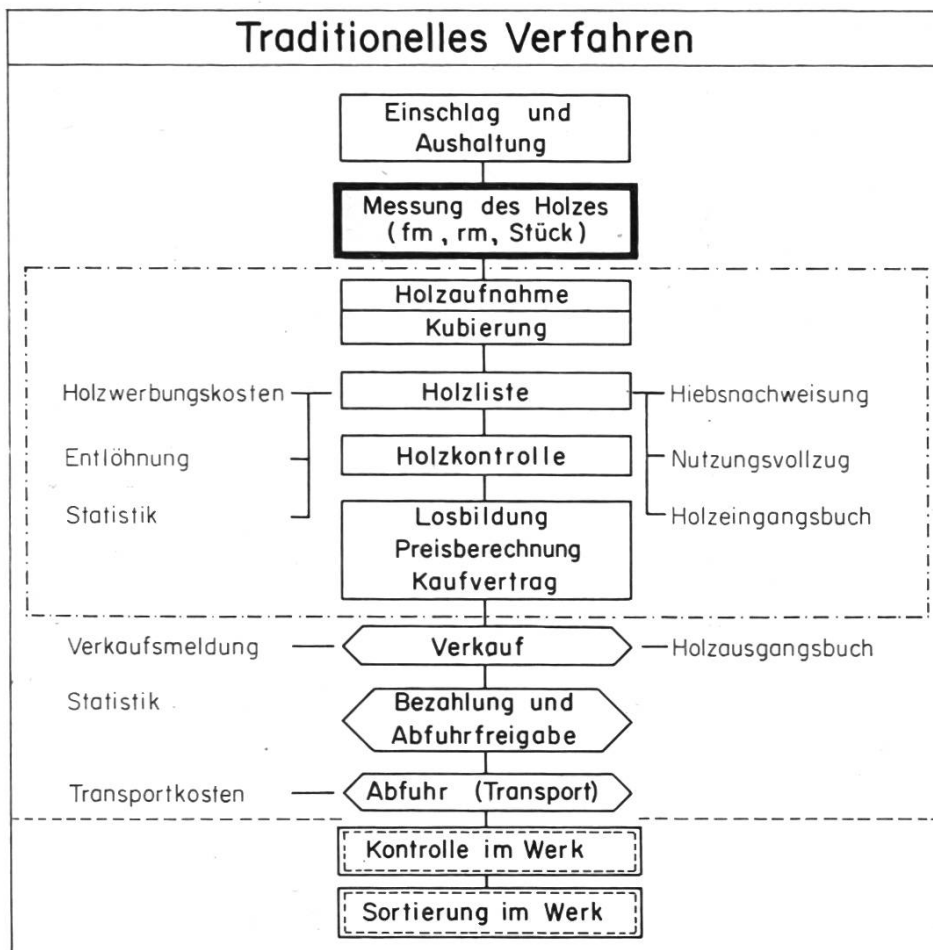 Traditionelles Verfahren
Einschlag und
Aushaltung
Messung des Holzes
(fm, rm, Stück)
Holzaufnahme
Kubierung
Holzwerbungskosten
Holzliste
Hiebsnachweisung
Entlöhnung
Holzkontrolle
Nutzungsvollzug
Statistik
Losbildung
Preisberechnung
Kaufvertrag
Holzeingangsbuch
Verkaufsmeldung
Verkauf
Holzausgangsbuch
Statistik
Bezahlung und
Abfuhrfreigabe
Transportkosten
Abfuhr (Transport)
Kontrolle im Werk
Sortierung im Werk